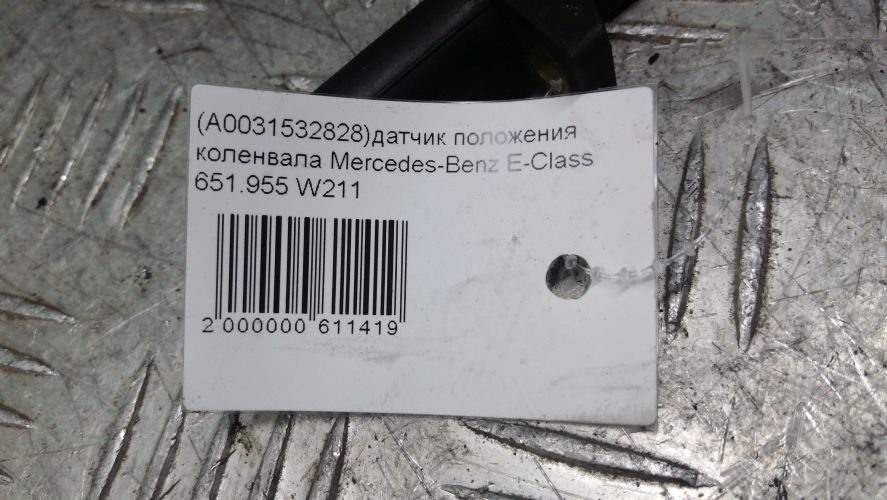 (A0031532828)датчик положения
коленвала Mercedes-Benz E-Class
651.955 W211
2 000000 611419